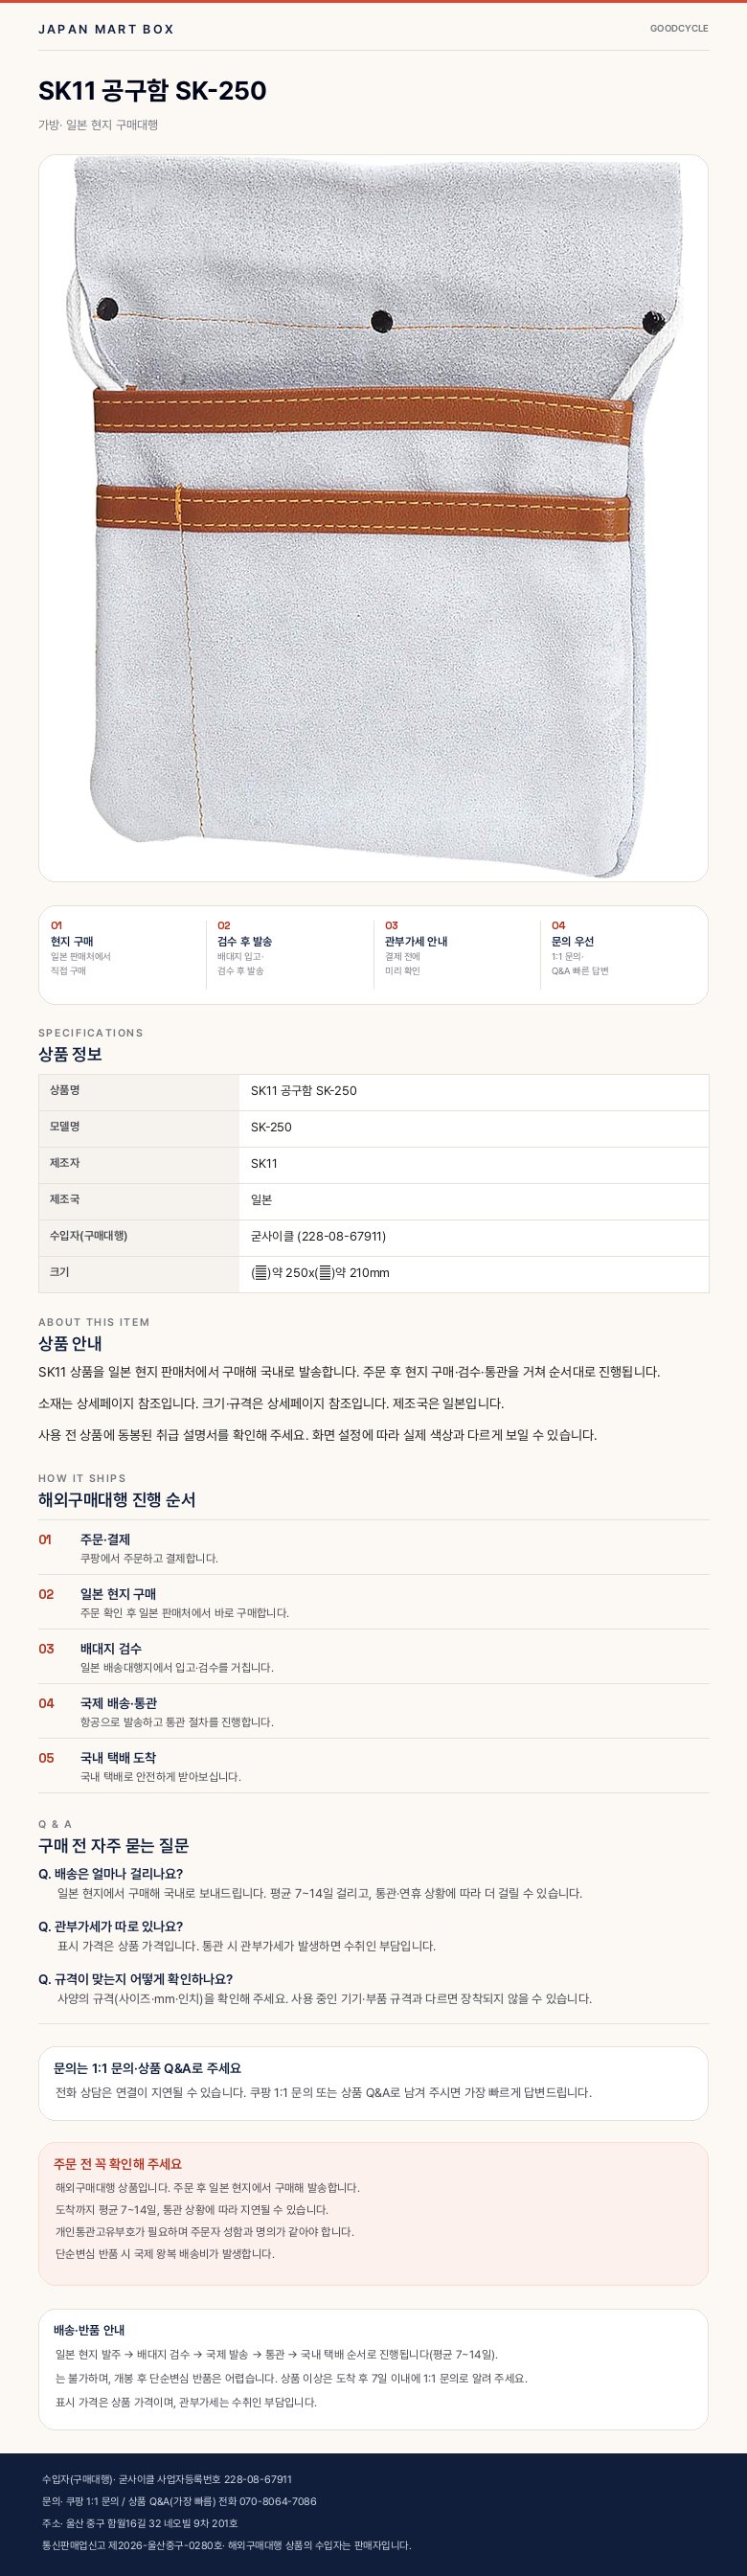 JAPAN MART BOX
GOODCYCLE
SK11 공구함 SK-250
가방· 일본 현지 구매대행
01
현지 구매
일본 판매처에서
직접 구매
02
검수 후 발송
배대지 입고·
검수 후 발송
03
관부가세 안내
결제 전에
미리 확인
04
문의 우선
1:1 문의·
Q&A 빠른 답변
SPECIFICATIONS
상품 정보
상품명 SK11 공구함 SK-250
모델명 SK-250
제조자 SK11
제조국 일본
수입자(구매대행) 굳사이클 (228-08-67911)
크기 ()약 250x()약 210mm
ABOUT THIS ITEM
상품 안내
SK11 상품을 일본 현지 판매처에서 구매해 국내로 발송합니다. 주문 후 현지 구매·검수·통관을 거쳐 순서대로 진행됩니다.
소재는 상세페이지 참조입니다. 크기·규격은 상세페이지 참조입니다. 제조국은 일본입니다.
사용 전 상품에 동봉된 취급 설명서를 확인해 주세요. 화면 설정에 따라 실제 색상과 다르게 보일 수 있습니다.
HOW IT SHIPS
해외구매대행 진행 순서
01 주문·결제
쿠팡에서 주문하고 결제합니다.
02 일본 현지 구매
주문 확인 후 일본 판매처에서 바로 구매합니다.
03 배대지 검수
일본 배송대행지에서 입고·검수를 거칩니다.
04 국제 배송·통관
항공으로 발송하고 통관 절차를 진행합니다.
05 국내 택배 도착
국내 택배로 안전하게 받아보십니다.
Q & A
구매 전 자주 묻는 질문
Q. 배송은 얼마나 걸리나요?
일본 현지에서 구매해 국내로 보내드립니다. 평균 7~14일 걸리고, 통관·연휴 상황에 따라 더 걸릴 수 있습니다.
Q. 관부가세가 따로 있나요?
표시 가격은 상품 가격입니다. 통관 시 관부가세가 발생하면 수취인 부담입니다.
Q. 규격이 맞는지 어떻게 확인하나요?
사양의 규격(사이즈·mm·인치)을 확인해 주세요. 사용 중인 기기·부품 규격과 다르면 장착되지 않을 수 있습니다.
문의는 1:1 문의·상품 Q&A로 주세요
전화 상담은 연결이 지연될 수 있습니다. 쿠팡 1:1 문의 또는 상품 Q&A로 남겨 주시면 가장 빠르게 답변드립니다.
주문 전 꼭 확인해 주세요
해외구매대행 상품입니다. 주문 후 일본 현지에서 구매해 발송합니다.
도착까지 평균 7~14일, 통관 상황에 따라 지연될 수 있습니다.
개인통관고유부호가 필요하며 주문자 성함과 명의가 같아야 합니다.
단순변심 반품 시 국제 왕복 배송비가 발생합니다.
배송·반품 안내
일본 현지 발주 → 배대지 검수 → 국제 발송 → 통관 → 국내 택배 순서로 진행됩니다(평균 7~14일).
는 불가하며, 개봉 후 단순변심 반품은 어렵습니다. 상품 이상은 도착 후 7일 이내에 1:1 문의로 알려 주세요.
표시 가격은 상품 가격이며, 관부가세는 수취인 부담입니다.
수입자(구매대행)· 굳사이클 사업자등록번호 228-08-67911
문의· 쿠팡 1:1 문의 / 상품 Q&A(가장 빠름) 전화 070-8064-7086
주소· 울산 중구 함월16길 32 네오빌 9차 201호
통신판매업신고 제2026-울산중구-0280호· 해외구매대행 상품의 수입자는 판매자입니다.